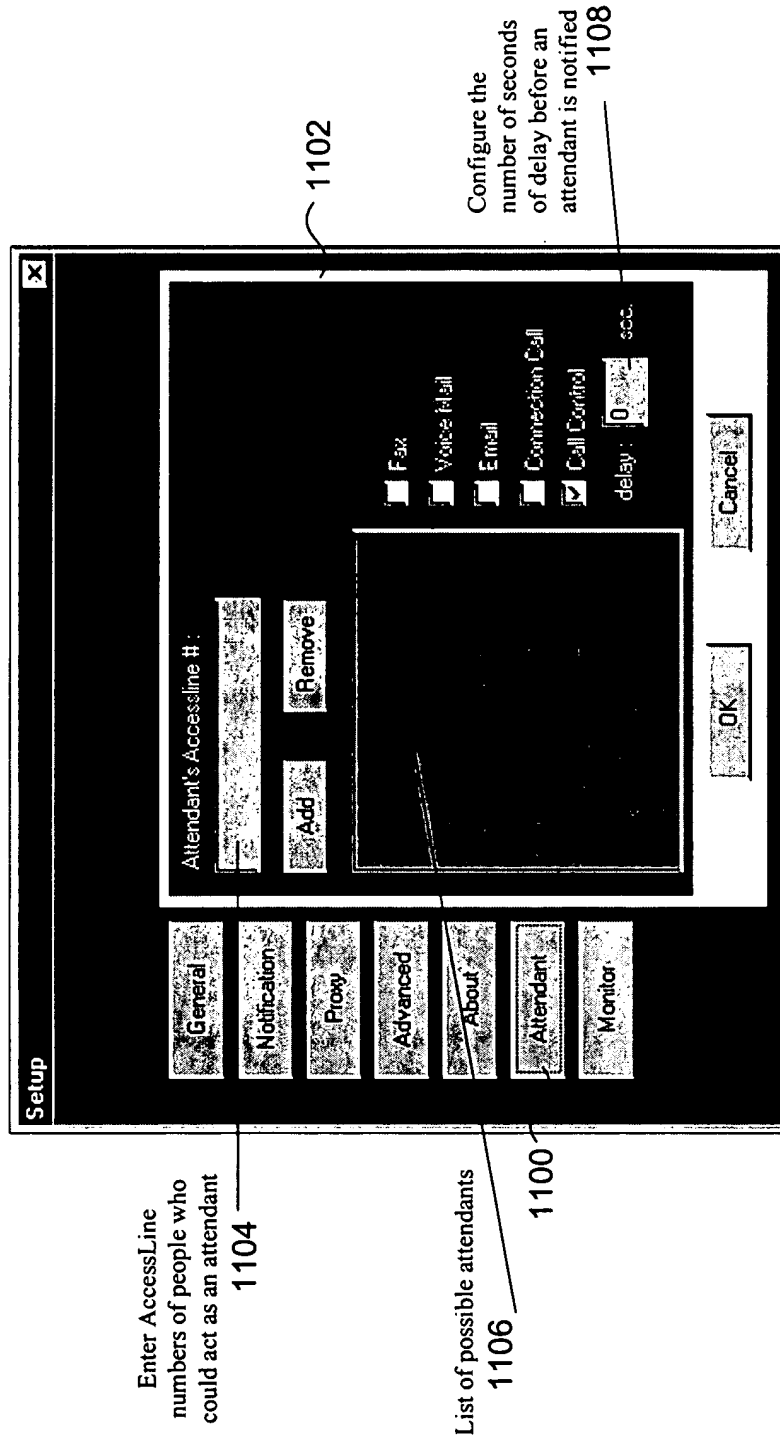 Setup
X
General
Notification
Proxy
Advanced
About
Attendant
Monitor
Attendant's Accessline # :
Add
Remove
Fax
Voice Mail
Email
Connection Call
Call Control
delay :
0
sec.
OK
Cancel
Enter AccessLine
numbers of people who
could act as an attendant
1104
List of possible attendants
1106
1100
1102
Configure the
number of seconds
of delay before an
attendant is notified
1108